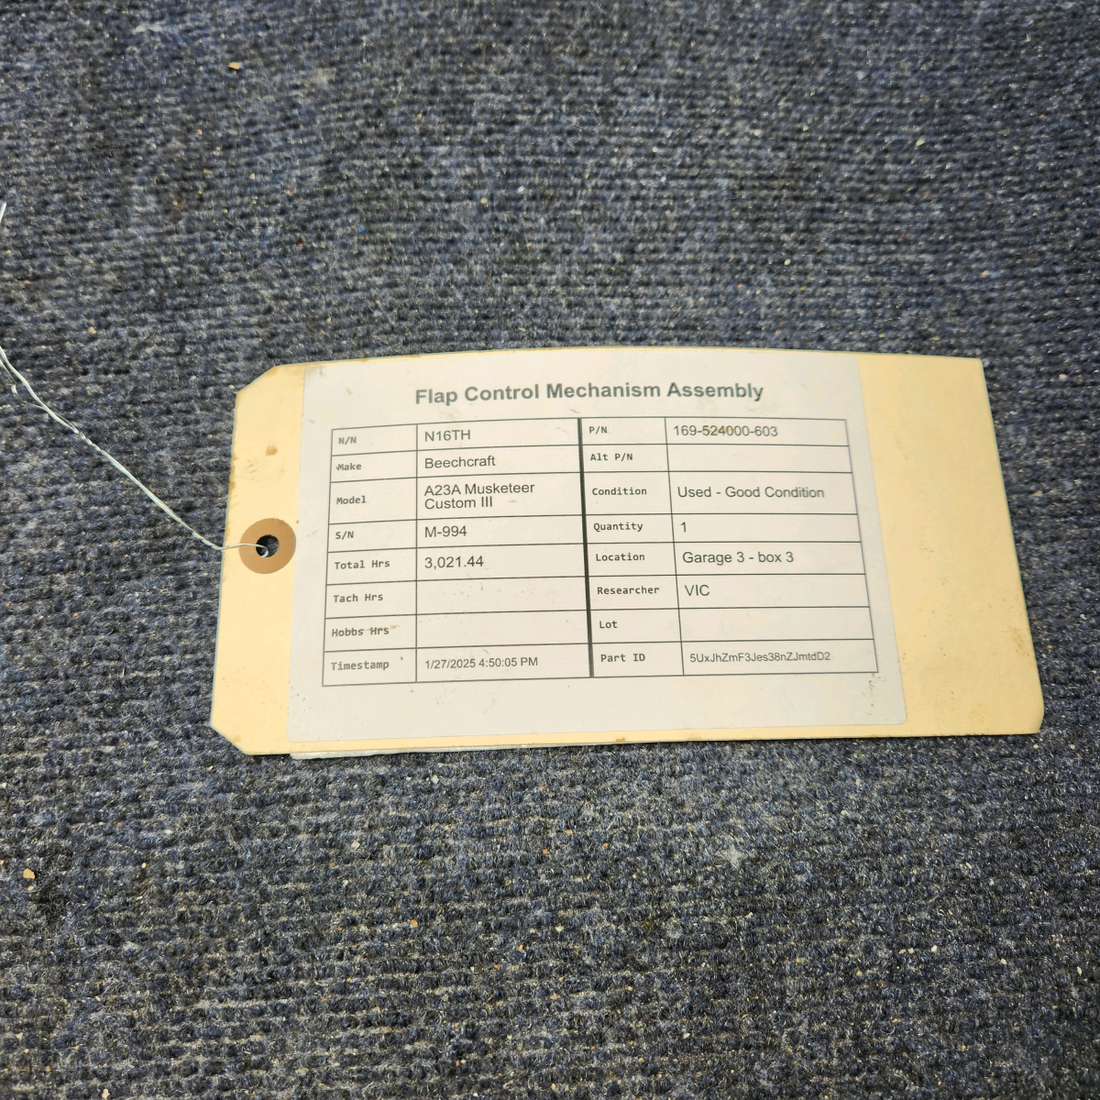 Flap Control Mechanism Assembly
N/N N16TH
Make Beechcraft
Model A23A Musketeer
Custom III
S/N M-994
Total Hrs 3,021.44
Tach Hrs
Hobbs Hrs
Timestamp 1/27/2025 4:50:05 PM
P/N 169-524000-603
Alt P/N
Condition Used - Good Condition
Quantity 1
Location Garage 3 - box 3
Researcher VIC
Lot
Part ID 5UxJhZmF3Jes38nZJmtdD2